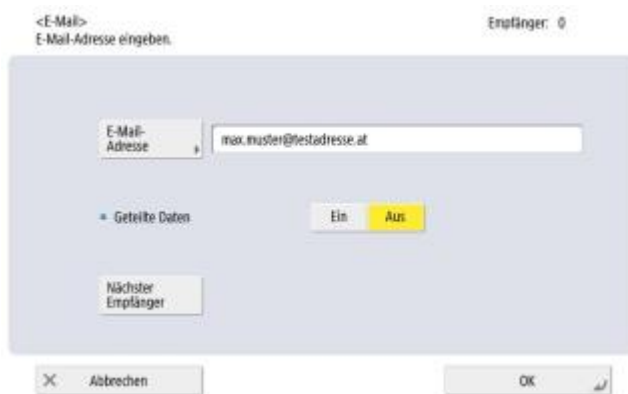 <E-Mail>
Empfänger: 0
E-Mail-Adresse eingeben.
E-Mail-
Adresse
max.muster@testadresse.at
Geteilte Daten
Ein
Aus
Nächster
Empfänger
Abbrechen
OK